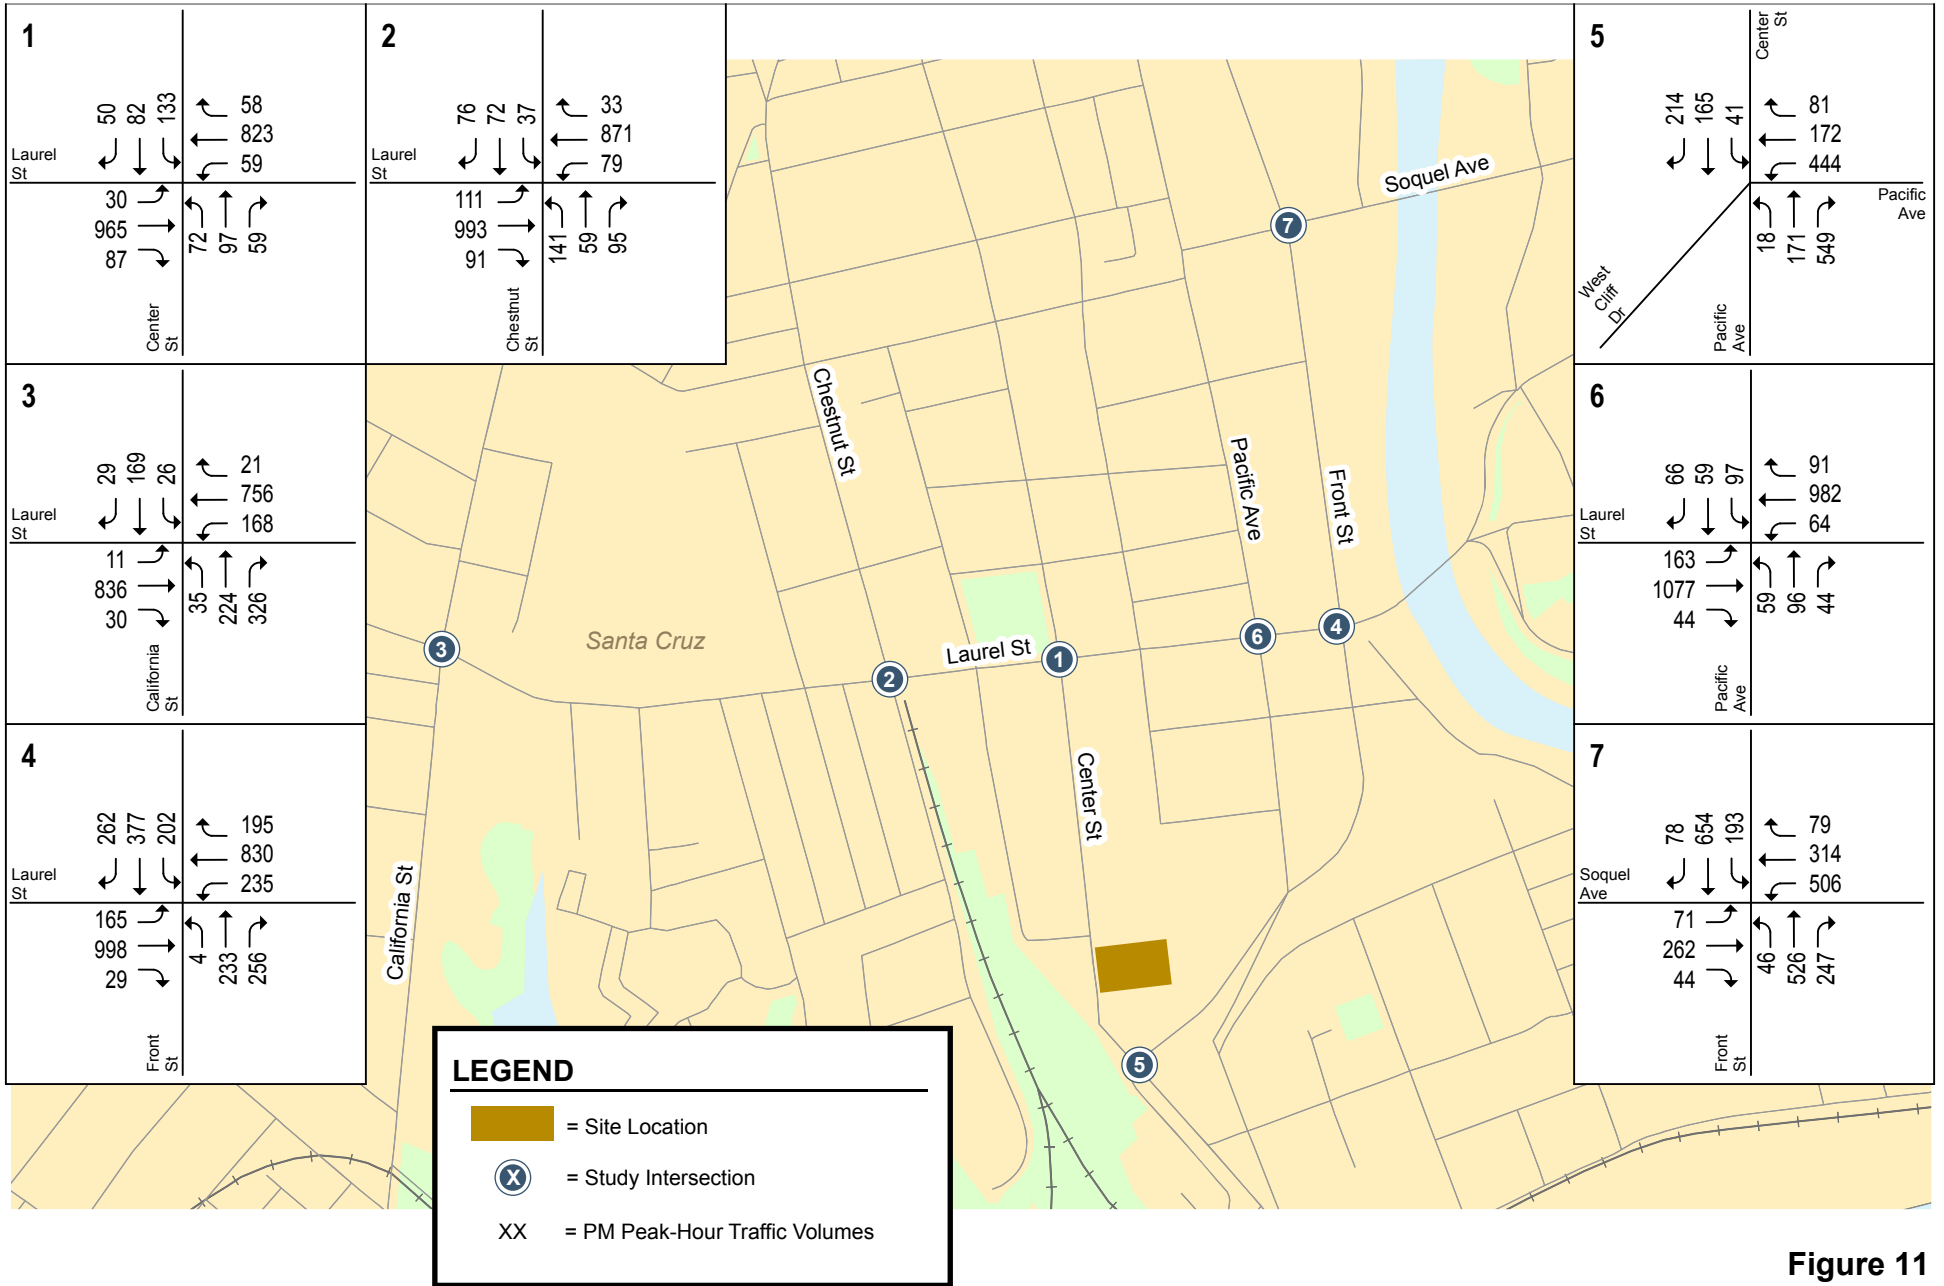 1
50 82 133
58
823
59
Laurel
St
30
965
87
72 97 59
Center
St
2
76 72 37
33
871
79
Laurel
St
111
993
91
141 59 95
Chestnut
St
3
29 169 26
21
756
168
Laurel
St
11
836
30
35 224 326
California
St
4
262 377 202
195
830
235
Laurel
St
165
998
29
4 233 256
Front
St
5
Center
St
214 165 41
81
172
444
Pacific
Ave
18 171 549
West
Cliff
Dr
Pacific
Ave
6
66 59 97
91
982
64
Laurel
St
163
1077
44
59 96 44
Pacific
Ave
7
78 654 193
79
314
506
Soquel
Ave
71
262
44
46 526 247
Front
St
Soquel Ave
7
Chestnut St
Pacific Ave
Front St
Santa Cruz
3
Laurel St
2
1
6
4
Center St
California St
5
LEGEND
= Site Location
X = Study Intersection
XX = PM Peak-Hour Traffic Volumes
Figure 11